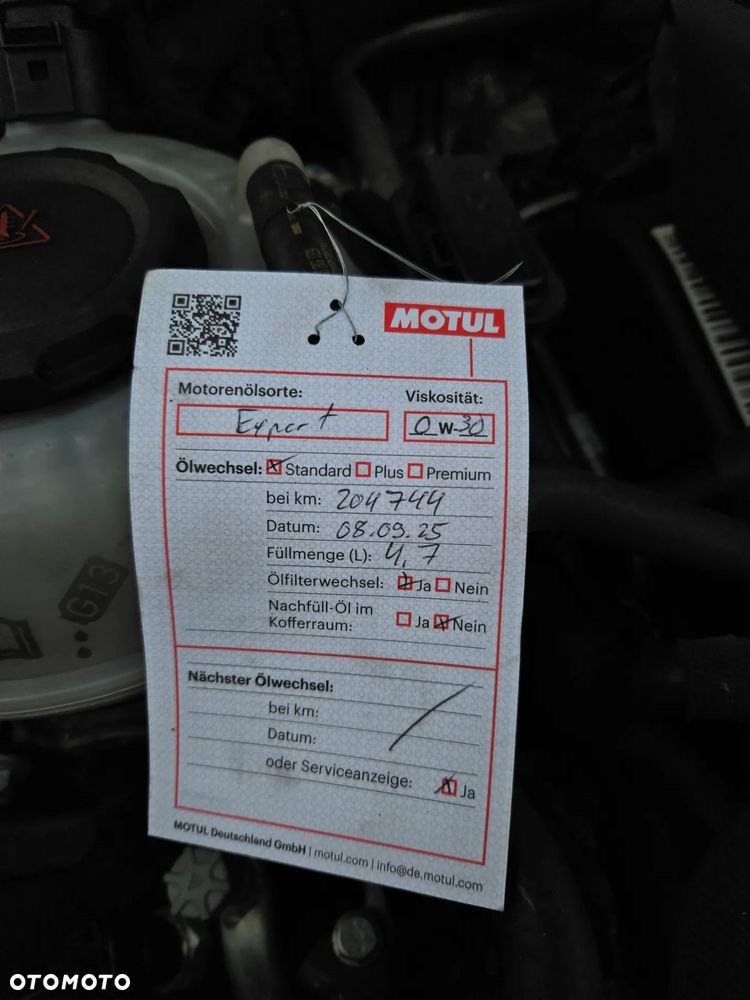 MOTUL
Motorenölsorte:
Viskosität:
Expert
0 W-30
Ölwechsel: Standard Plus Premium
bei km: 204744
Datum: 08.09.25
Füllmenge (L): 4,7
Ölfilterwechsel: Ja Nein
Nachfüll-Öl im
Kofferraum: Ja Nein
Nächster Ölwechsel:
bei km:
Datum:
oder Serviceanzeige: Ja
MOTUL Deutschland GmbH | motul.com | info@de.motul.com
G13
OTOMOTO